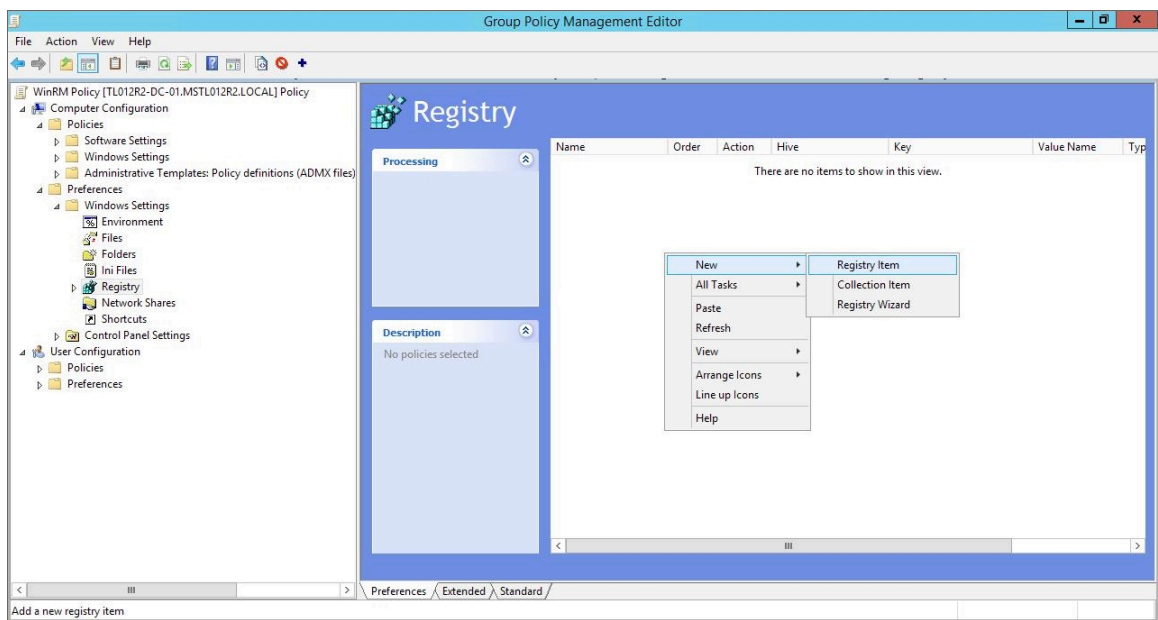 Group Policy Management Editor
File Action View Help
WinRM Policy [TL012R2-DC-01.MSTL012R2.LOCAL] Policy
Computer Configuration
Policies
Software Settings
Windows Settings
Administrative Templates: Policy definitions (ADMX files)
Preferences
Windows Settings
Environment
Files
Folders
Ini Files
Registry
Network Shares
Shortcuts
Control Panel Settings
User Configuration
Policies
Preferences
Registry
Processing
Description
No policies selected
Name Order Action Hive Key Value Name Typ
There are no items to show in this view.
New
All Tasks
Paste
Refresh
View
Arrange Icons
Line up Icons
Help
Registry Item
Collection Item
Registry Wizard
Preferences Extended Standard
Add a new registry item